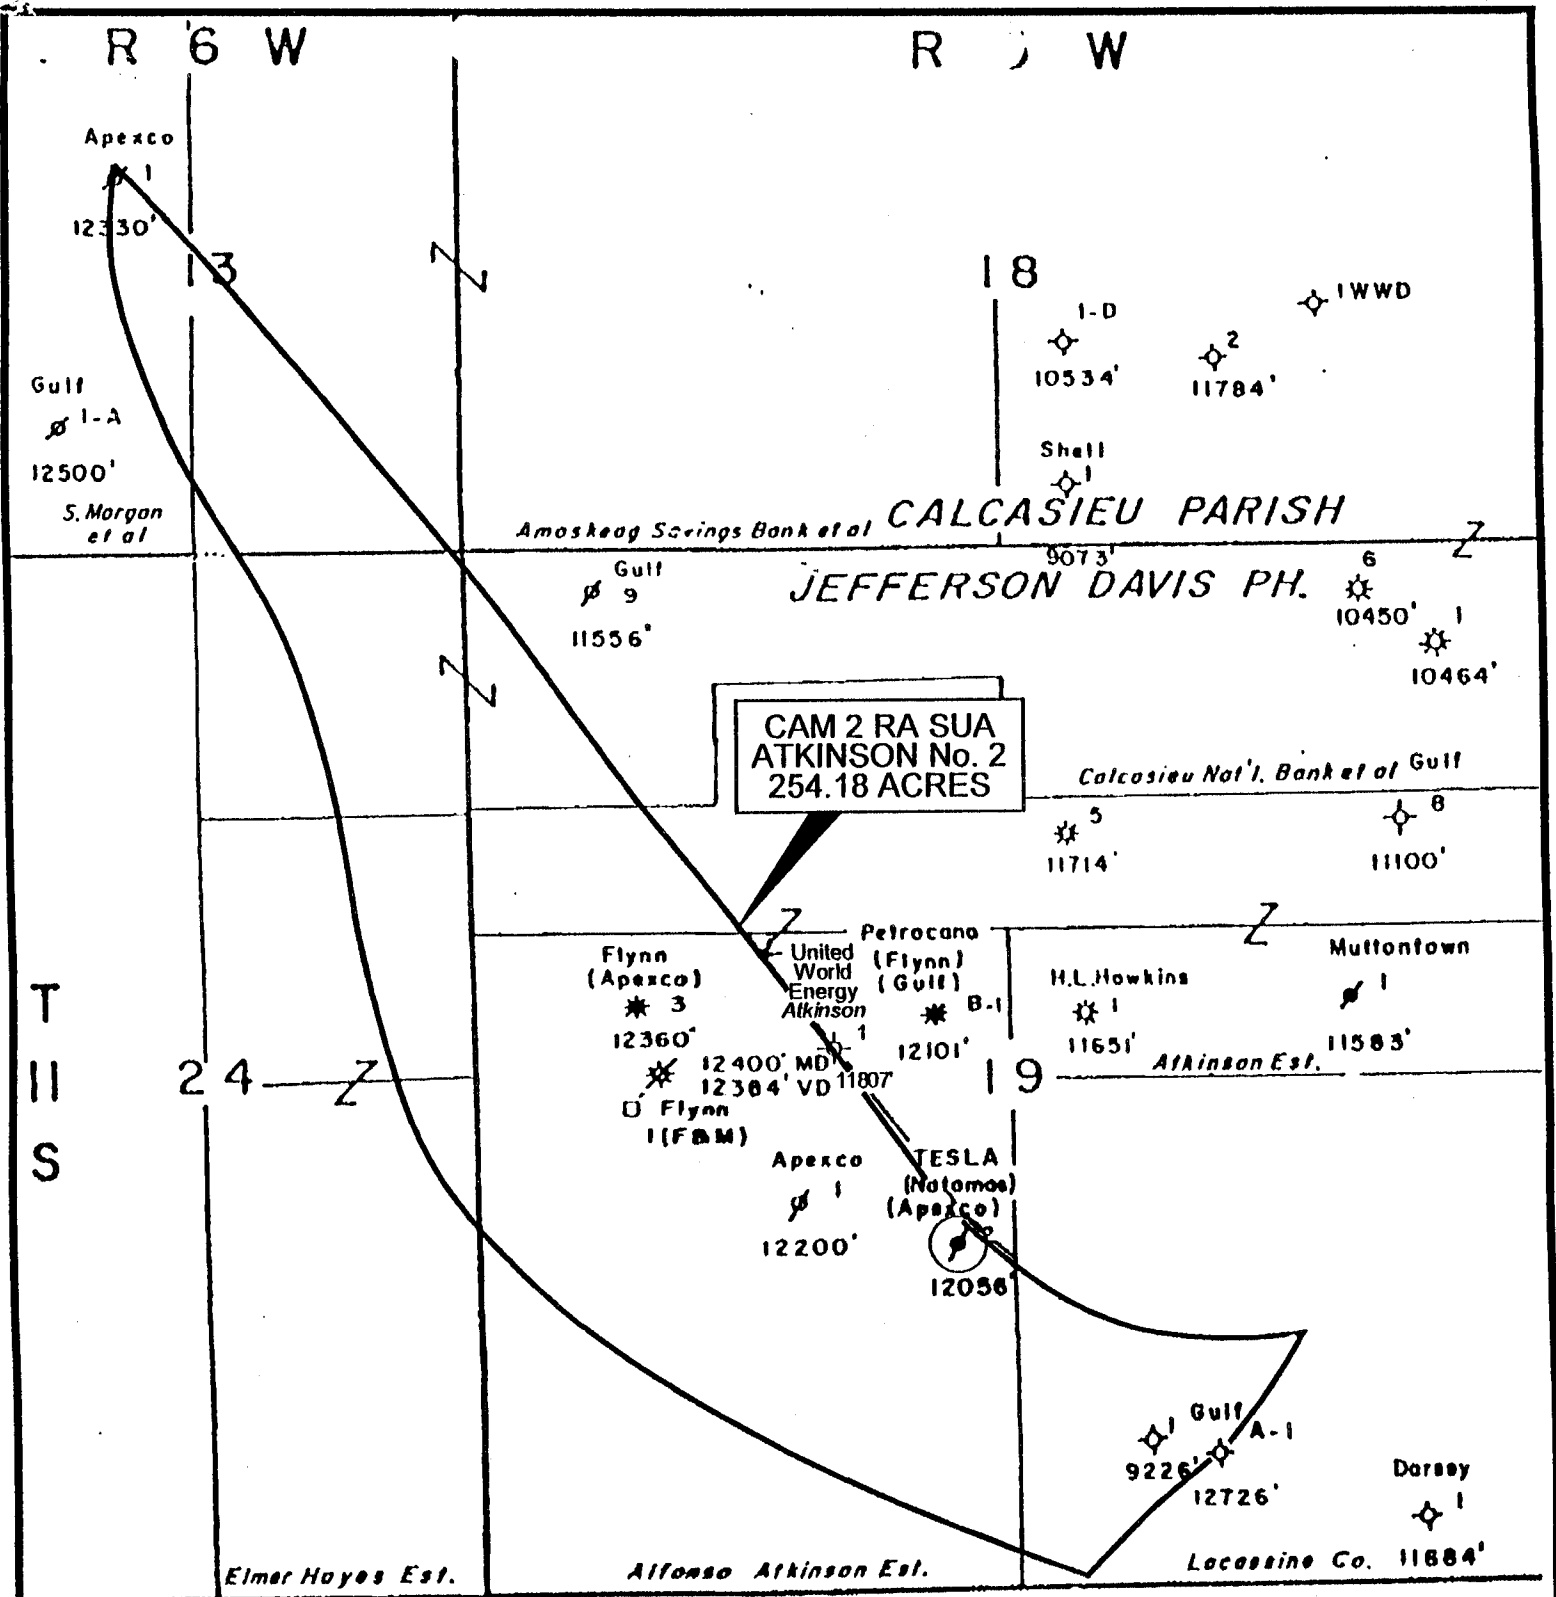 R 6 W
R W
Apexco
1
12330'
13
18
1WWD
1-D
10534'
2
11784'
Gulf
1-A
12500'
Shell
1
S. Morgan
et al
Amoskeag Savings Bank et al
CALCASIEU PARISH
9073'
Gulf
9
11556'
JEFFERSON DAVIS PH.
6
10450'
1
10464'
CAM 2 RA SUA
ATKINSON No. 2
254.18 ACRES
Calcasieu Nat'l. Bank et al
Gulf
5
11714'
8
11100'
Flynn
(Apexco)
3
12360'
United
World
Energy
Atkinson
1
11807'
Petrocana
(Flynn)
(Gulf)
B-1
12101'
H.L. Hawkins
1
11651'
Muttontown
1
11583'
T
11
S
24
12400' MD
12384' VD
Flynn
1 (F&M)
19
Atkinson Est.
Apexco
1
12200'
TESLA
(Natomas)
(Apexco)
12056'
1
9226'
Gulf
A-1
12726'
Dorsey
1
11684'
Elmer Hayes Est.
Alfonso Atkinson Est.
Lacassine Co.